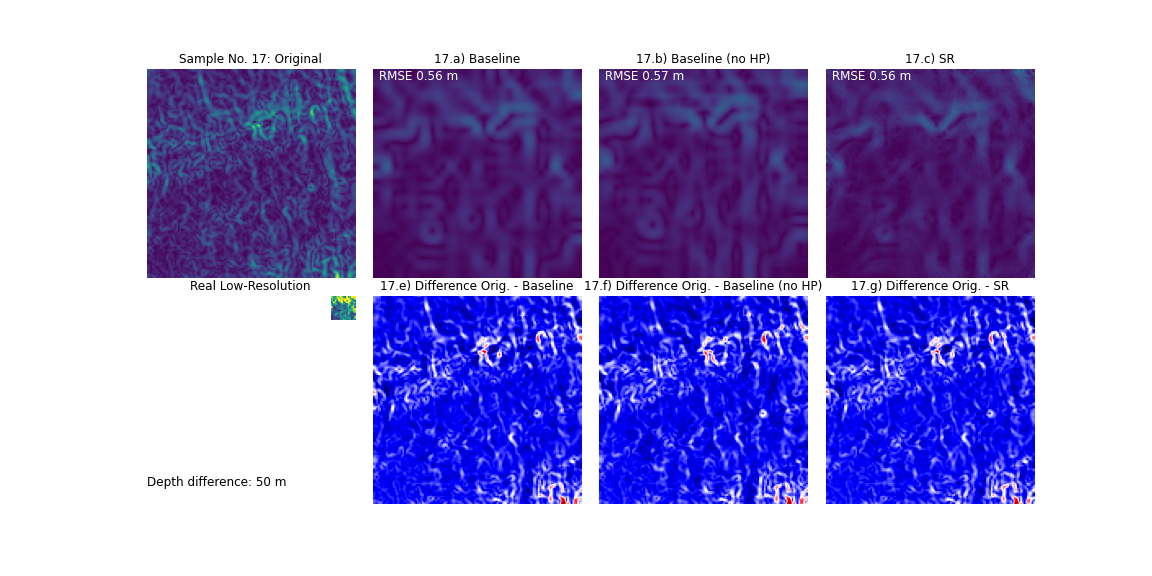 Sample No. 17: Original
17.a) Baseline
17.b) Baseline (no HP)
17.c) SR
RMSE 0.56 m
RMSE 0.57 m
RMSE 0.56 m
Real Low-Resolution
17.e) Difference Orig. - Baseline
17.f) Difference Orig. - Baseline (no HP)
17.g) Difference Orig. - SR
Depth difference: 50 m